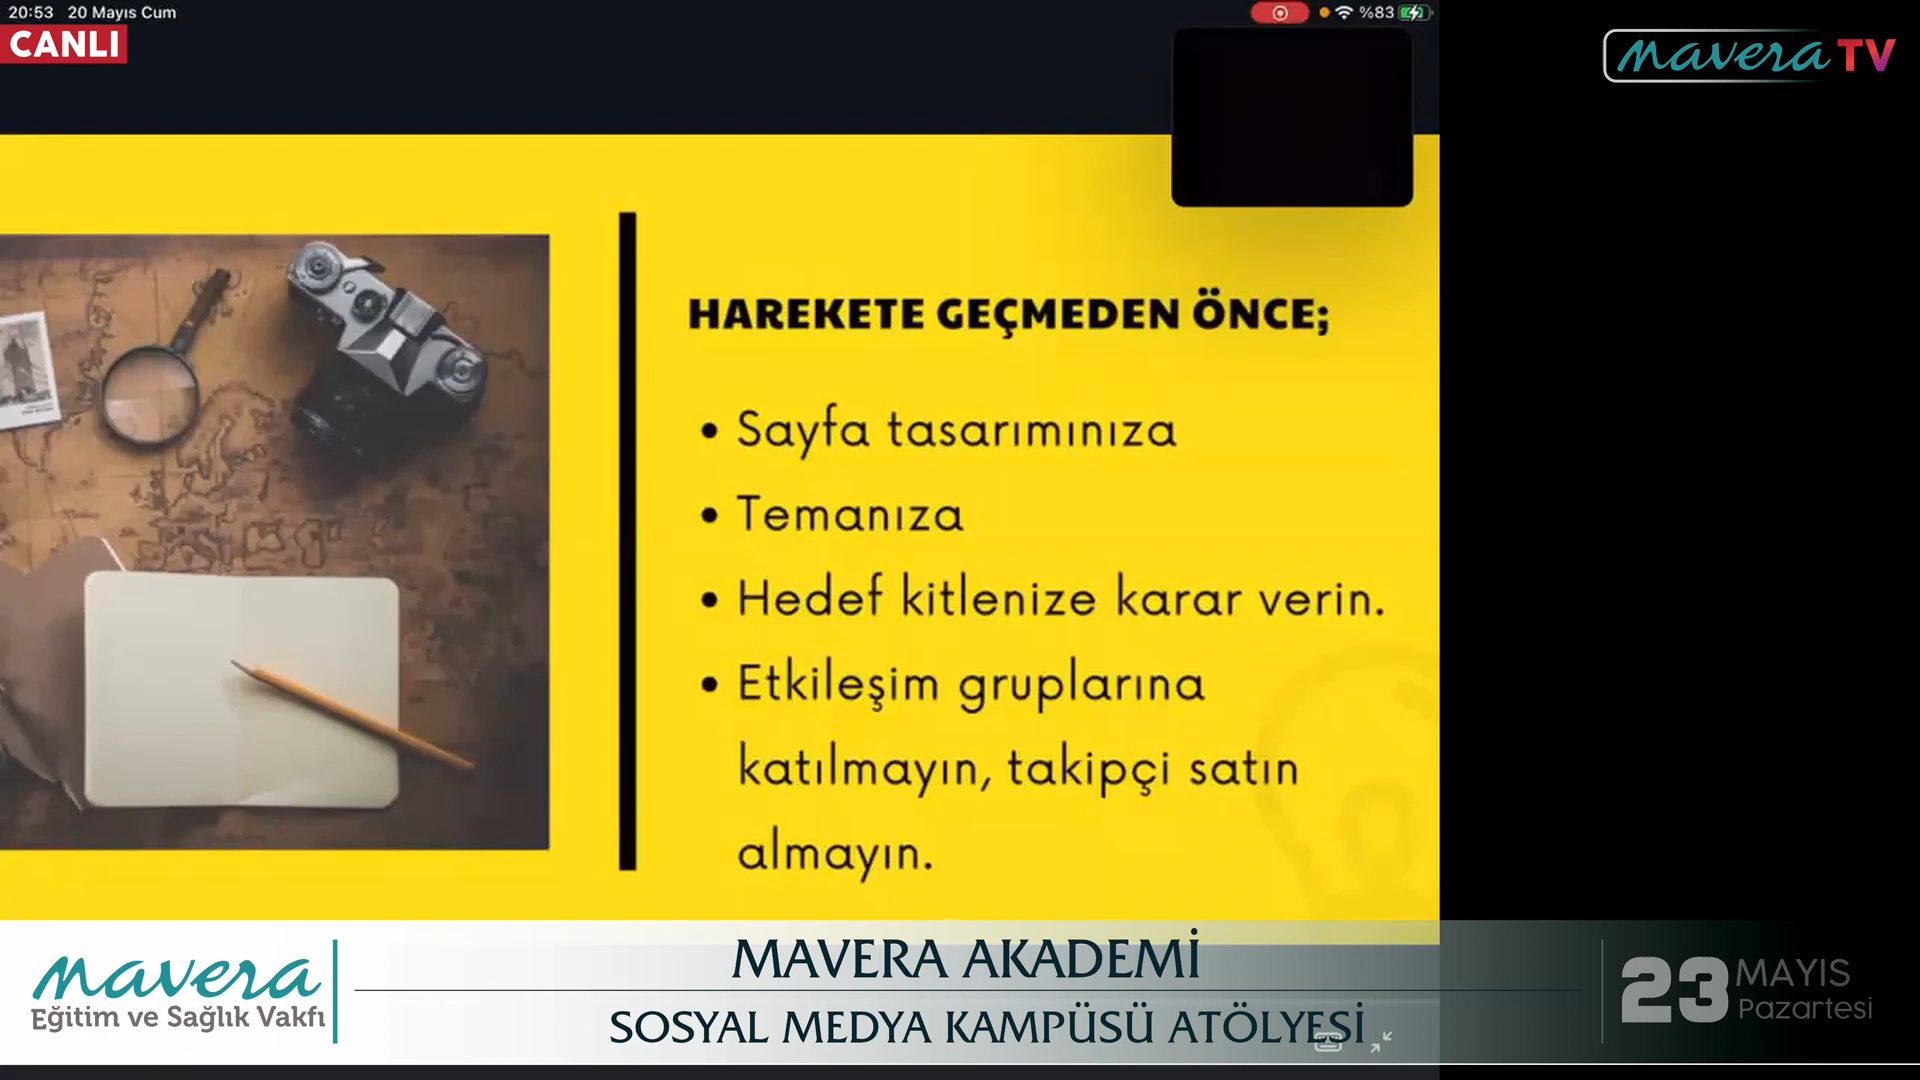 20:53 20 Mayıs Cum
%83
CANLI
mavera TV
HAREKETE GEÇMEDEN ÖNCE;
• Sayfa tasarımınıza
• Temanıza
• Hedef kitlenize karar verin.
• Etkileşim gruplarına
katılmayın, takipçi satın
almayın.
mavera
Eğitim ve Sağlık Vakfı
MAVERA AKADEMİ
SOSYAL MEDYA KAMPÜSÜ ATÖLYESİ
23 MAYIS
Pazartesi